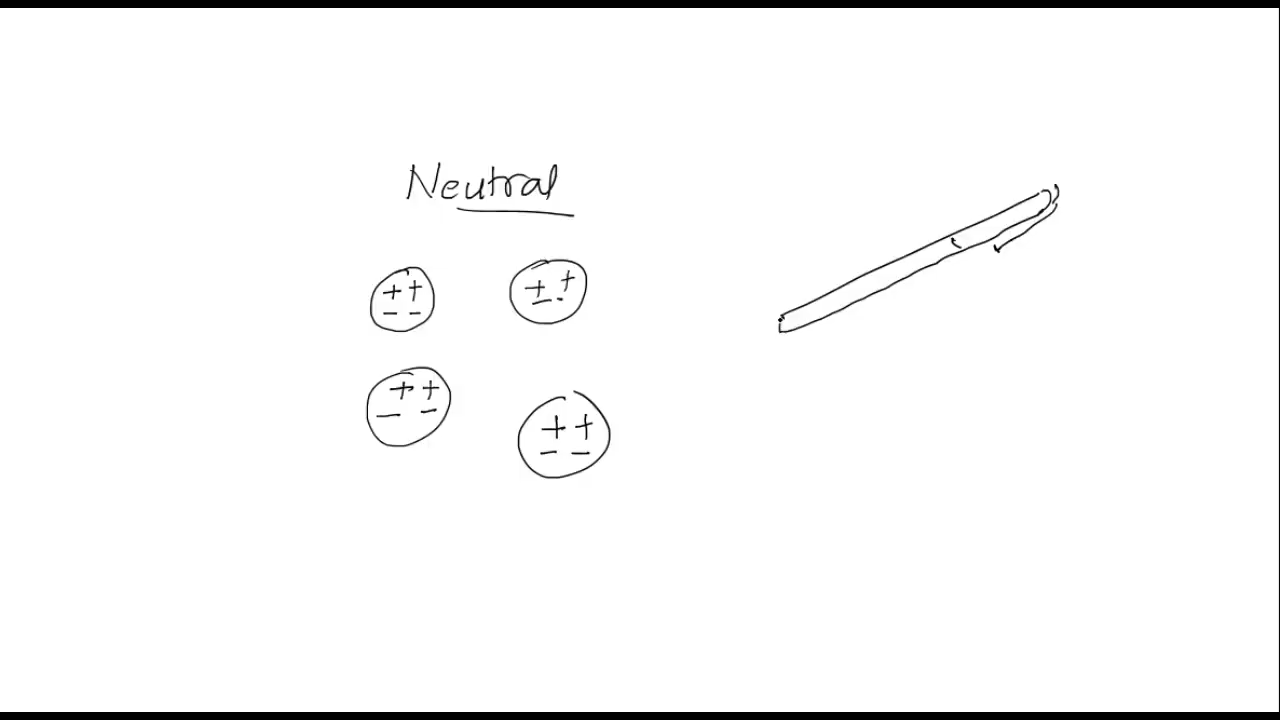 Neutral
+ + + +
- - - -
+ + + +
- - - -